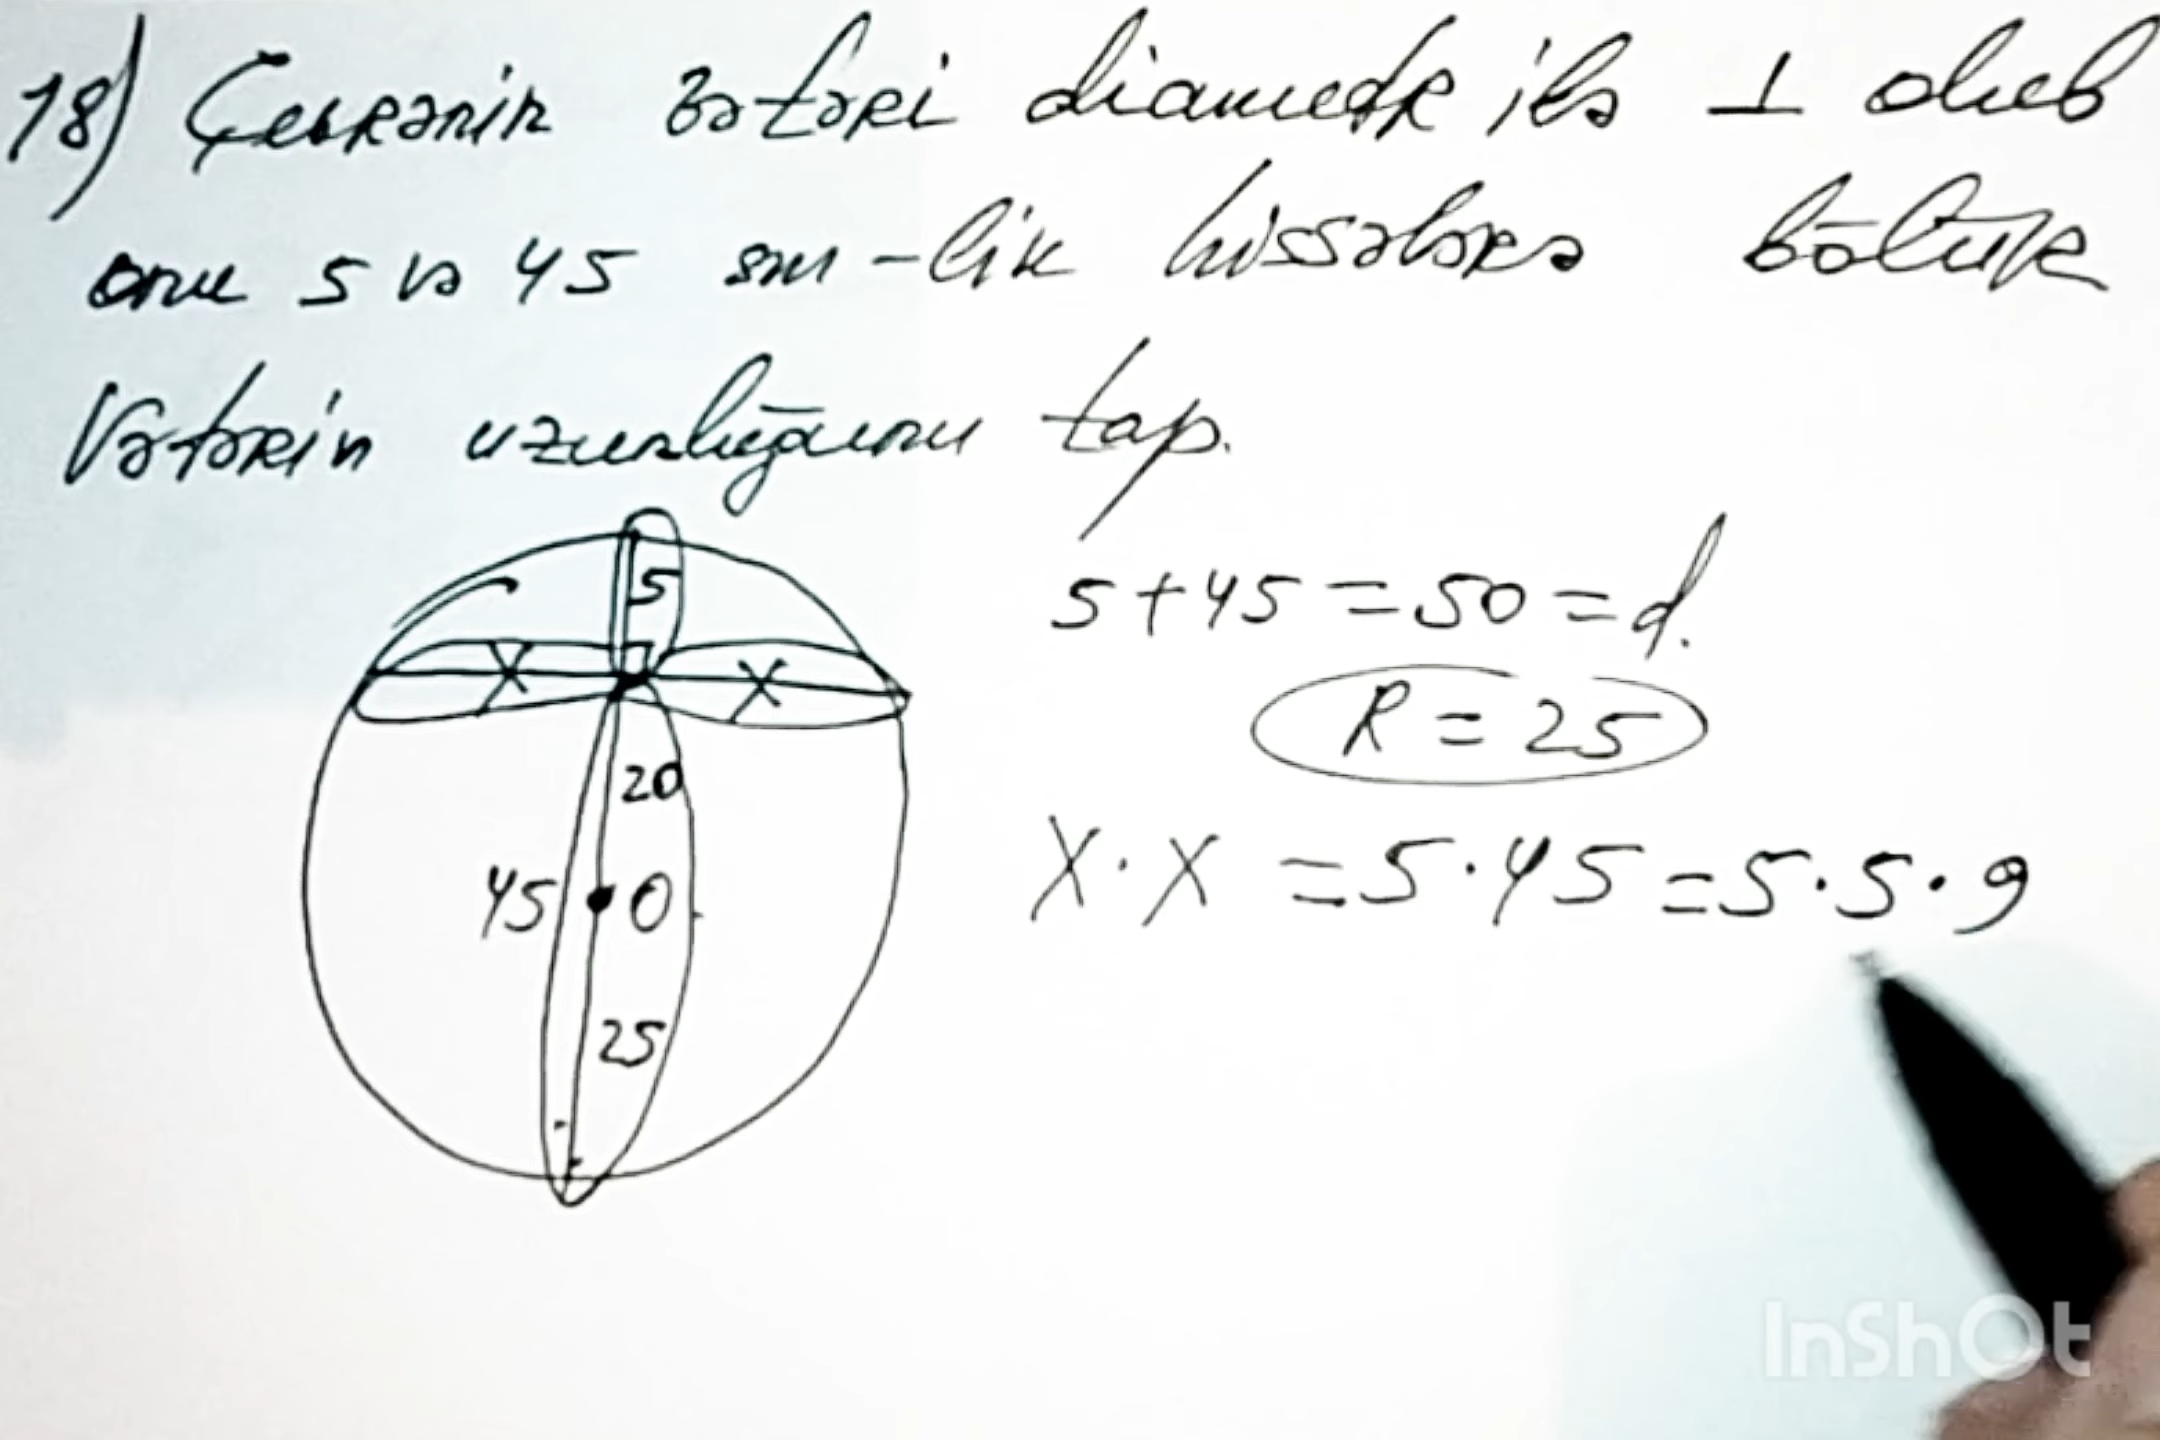 18) Çevrənin vətəri diametr ilə ⊥ olub
onu 5 və 45 sm-lik hissələrə bölür
Vətərin uzunluğunu tap.
5
X X
20
45 0
25
5+45=50=d.
R=25
X·X=5·45=5·5·9
InShOt